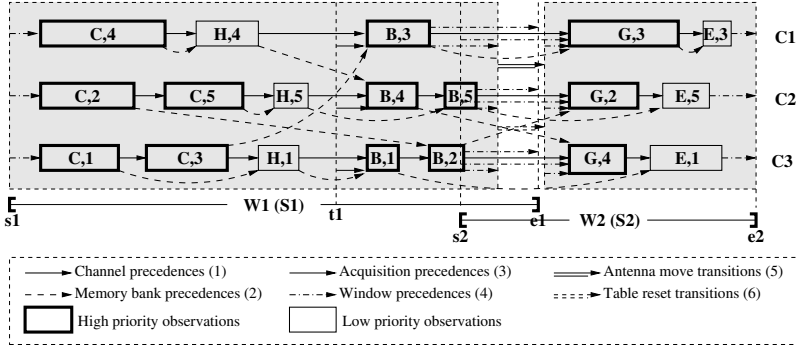 C,4 H,4 B,3 G,3 E,3 C1
C,2 C,5 H,5 B,4 B,5 G,2 E,5 C2
C,1 C,3 H,1 B,1 B,2 G,4 E,1 C3
W1 (S1)
s1 t1 e1
W2 (S2)
s2 e2
Channel precedences (1) Acquisition precedences (3) Antenna move transitions (5)
Memory bank precedences (2) Window precedences (4) Table reset transitions (6)
High priority observations Low priority observations